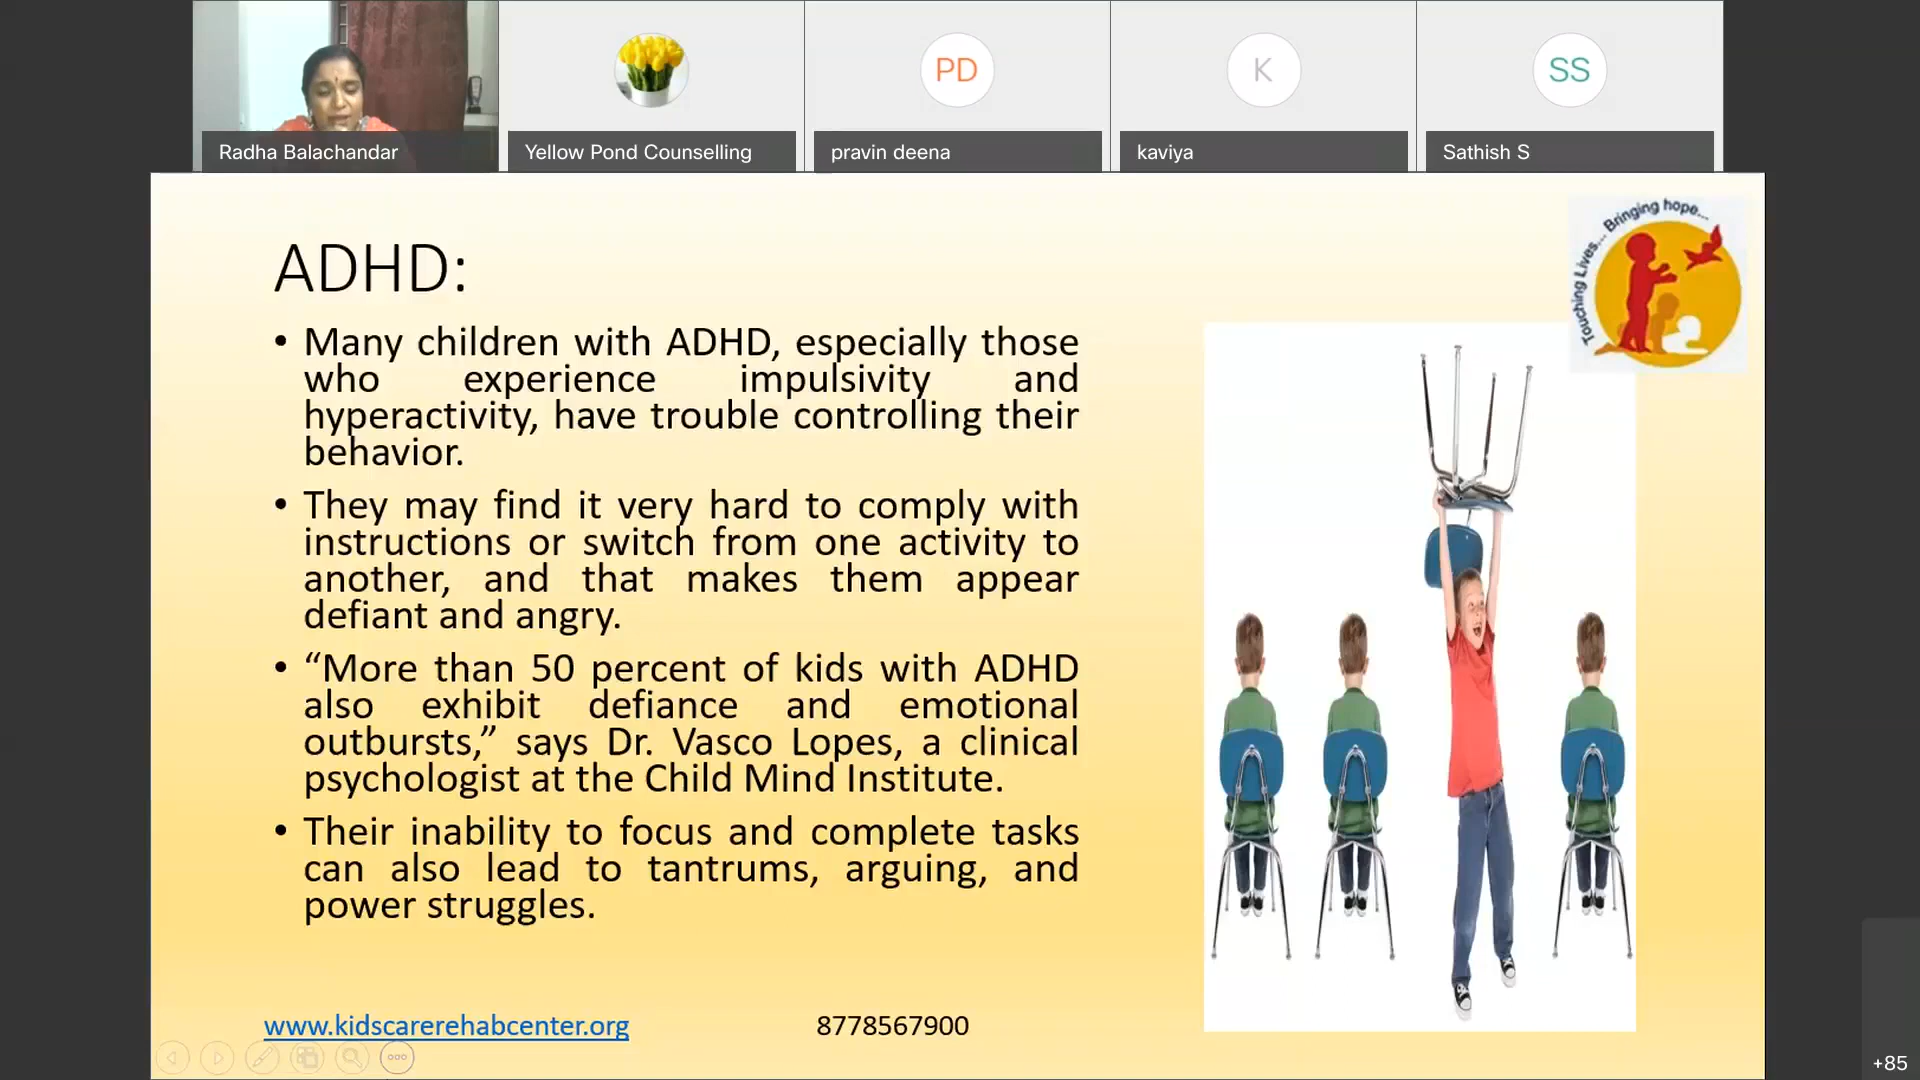 PD
K
SS
Radha Balachandar
Yellow Pond Counselling
pravin deena
kaviya
Sathish S
Touching Lives... Bringing hope...
ADHD:
• Many children with ADHD, especially those
who experience impulsivity and
hyperactivity, have trouble controlling their
behavior.
• They may find it very hard to comply with
instructions or switch from one activity to
another, and that makes them appear
defiant and angry.
• “More than 50 percent of kids with ADHD
also exhibit defiance and emotional
outbursts,” says Dr. Vasco Lopes, a clinical
psychologist at the Child Mind Institute.
• Their inability to focus and complete tasks
can also lead to tantrums, arguing, and
power struggles.
www.kidscarerehabcenter.org
8778567900
+85